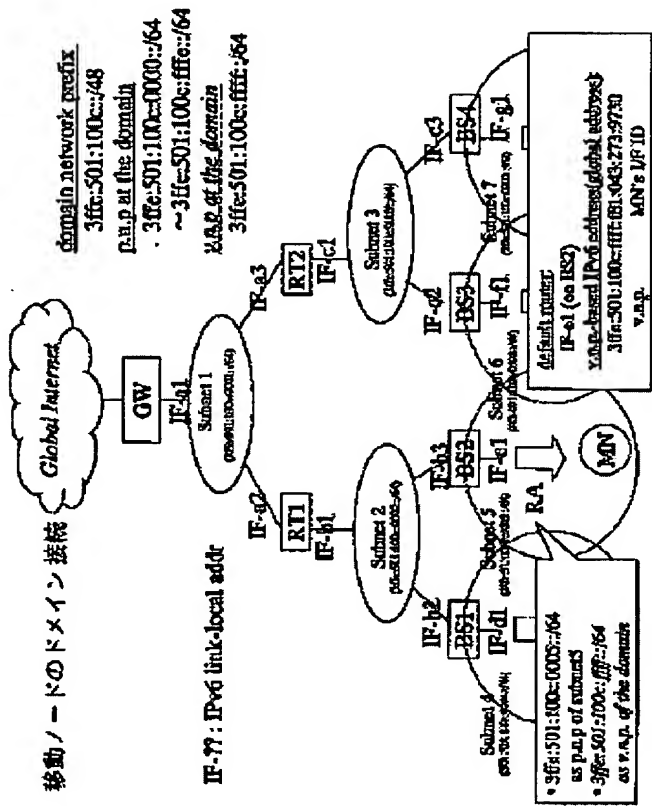 移動ノードのドメイン接続
Global Internet
domain network prefix
3ffe:501:100c::/48
p.n.p at the domain
3ffe:501:100c:0000::/64
~3ffe:501:100c:fffe::/64
v.n.p at the domain
3ffe:501:100c:ffff::/64
GW
IF-a1
Subnet 1
IF-a2
IF-a3
RT1
RT2
IF-b1
IF-c1
IF-?? : IPv6 link-local addr
Subnet 2
Subnet 3
IF-b2
IF-b3
IF-c2
IF-c3
BS1
BS2
BS3
BS4
IF-d1
IF-e1
IF-f1
IF-g1
Subnet 4
Subnet 5
Subnet 6
Subnet 7
RA
MN
* 3ffe:501:100c:0005::/64
as p.n.p of subnet5
* 3ffe:501:100c:ffff::/64
as v.n.p. of the domain
default router:
IF-e1 (on BS2)
v.n.p.-based IPv6 address(global address):
3ffe:501:100c:ffff:f81:043:273:9730
v.n.p.
MN's I/F ID